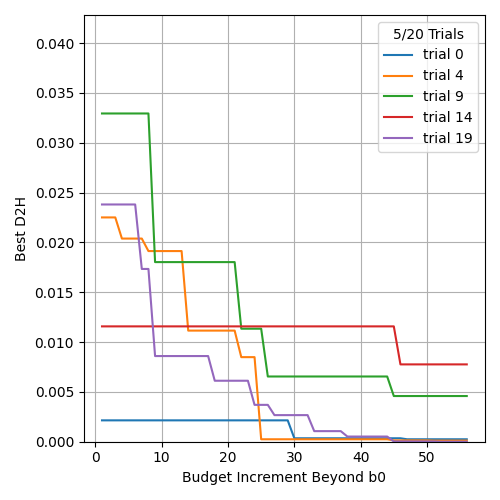 5/20 Trials
trial 0
trial 4
trial 9
trial 14
trial 19
0.040
0.035
0.030
0.025
0.020
0.015
0.010
0.005
0.000
Best D2H
0 10 20 30 40 50
Budget Increment Beyond b0